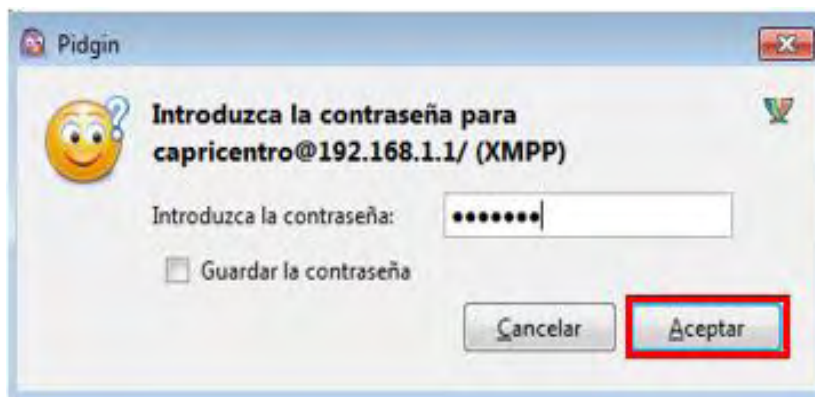 Pidgin
Introduzca la contraseña para
capricentro@192.168.1.1/ (XMPP)
Introduzca la contraseña: •••••••
Guardar la contraseña
Cancelar Aceptar